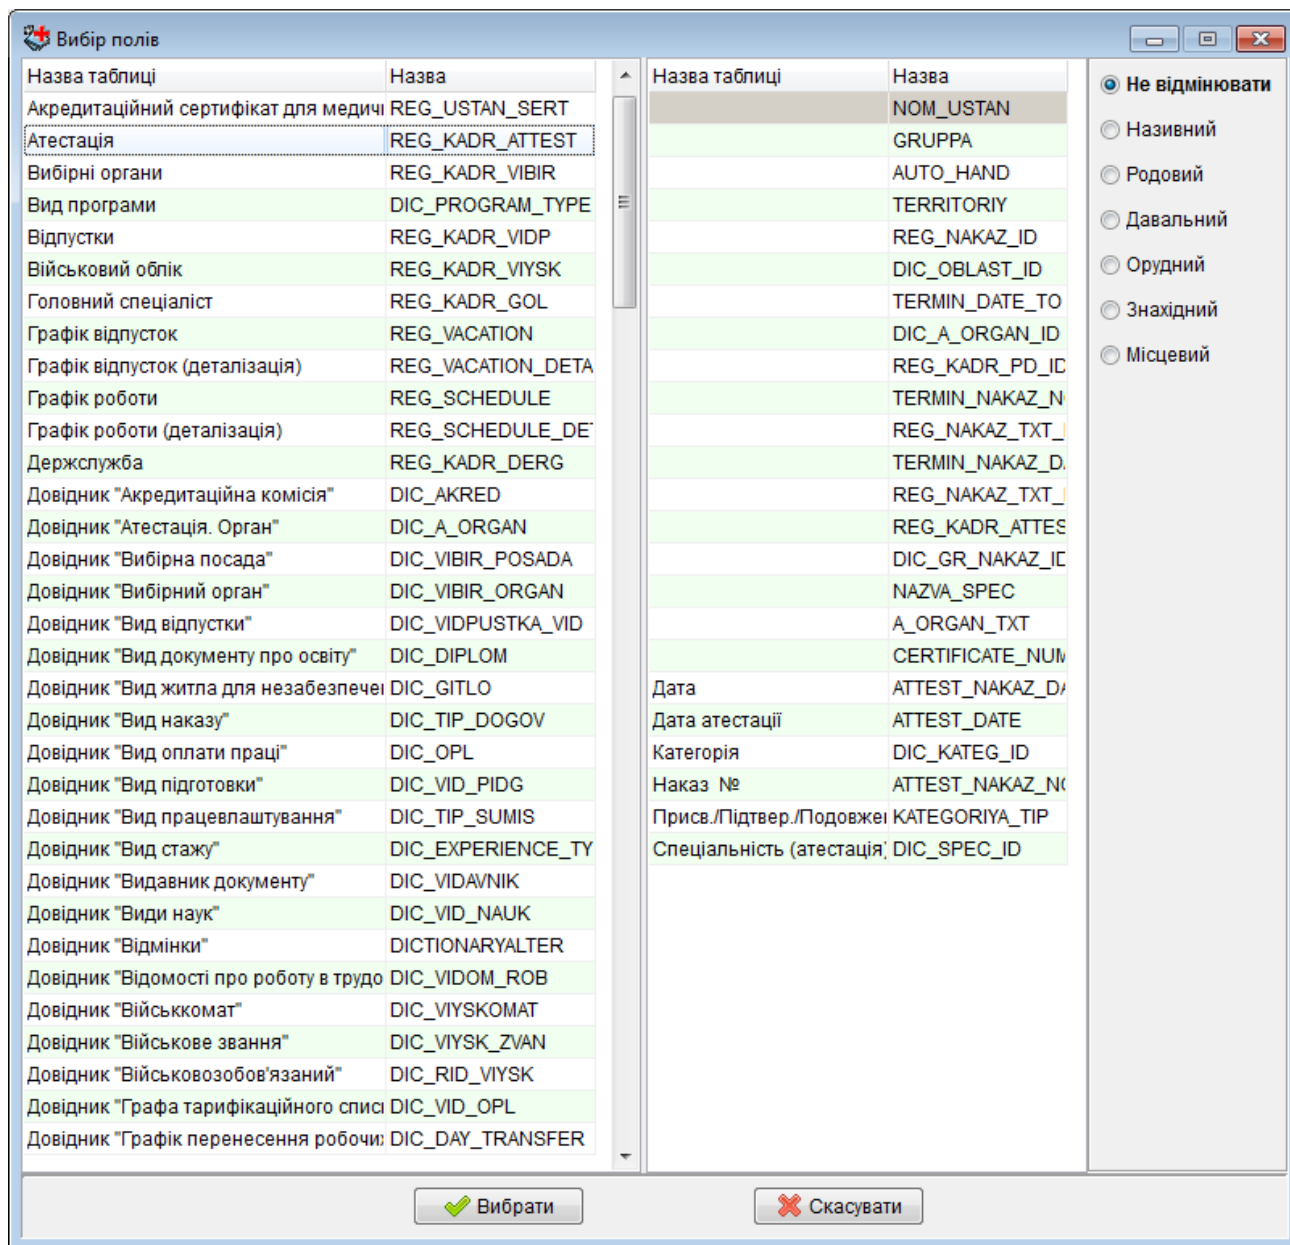 Вибір полів
Назва таблиці Назва
Акредитаційний сертифікат для медичн REG_USTAN_SERT
Атестація REG_KADR_ATTEST
Вибірні органи REG_KADR_VIBIR
Вид програми DIC_PROGRAM_TYPE
Відпустки REG_KADR_VIDP
Військовий облік REG_KADR_VIYSK
Головний спеціаліст REG_KADR_GOL
Графік відпусток REG_VACATION
Графік відпусток (деталізація) REG_VACATION_DETA
Графік роботи REG_SCHEDULE
Графік роботи (деталізація) REG_SCHEDULE_DET
Держслужба REG_KADR_DERG
Довідник "Акредитаційна комісія" DIC_AKRED
Довідник "Атестація. Орган" DIC_A_ORGAN
Довідник "Вибірна посада" DIC_VIBIR_POSADA
Довідник "Вибірний орган" DIC_VIBIR_ORGAN
Довідник "Вид відпустки" DIC_VIDPUSTKA_VID
Довідник "Вид документу про освіту" DIC_DIPLOM
Довідник "Вид житла для незабезпечен DIC_GITLO
Довідник "Вид наказу" DIC_TIP_DOGOV
Довідник "Вид оплати праці" DIC_OPL
Довідник "Вид підготовки" DIC_VID_PIDG
Довідник "Вид працевлаштування" DIC_TIP_SUMIS
Довідник "Вид стажу" DIC_EXPERIENCE_TY
Довідник "Видавник документу" DIC_VIDAVNIK
Довідник "Види наук" DIC_VID_NAUK
Довідник "Відмінки" DICTIONARYALTER
Довідник "Відомості про роботу в трудо DIC_VIDOM_ROB
Довідник "Військкомат" DIC_VIYSKOMAT
Довідник "Військове звання" DIC_VIYSK_ZVAN
Довідник "Військовозобов'язаний" DIC_RID_VIYSK
Довідник "Графа тарифікаційного списк DIC_VID_OPL
Довідник "Графік перенесення робочих DIC_DAY_TRANSFER
Назва таблиці Назва
NOM_USTAN
GRUPPA
AUTO_HAND
TERRITORIY
REG_NAKAZ_ID
DIC_OBLAST_ID
TERMIN_DATE_TO
DIC_A_ORGAN_ID
REG_KADR_PD_ID
TERMIN_NAKAZ_N
REG_NAKAZ_TXT_
TERMIN_NAKAZ_D
REG_NAKAZ_TXT_
REG_KADR_ATTES
DIC_GR_NAKAZ_ID
NAZVA_SPEC
A_ORGAN_TXT
CERTIFICATE_NUM
Дата ATTEST_NAKAZ_DA
Дата атестації ATTEST_DATE
Категорія DIC_KATEG_ID
Наказ № ATTEST_NAKAZ_NO
Присв./Підтвер./Подовжен KATEGORIYA_TIP
Спеціальність (атестація) DIC_SPEC_ID
Не відмінювати
Називний
Родовий
Давальний
Орудний
Знахідний
Місцевий
Вибрати
Скасувати